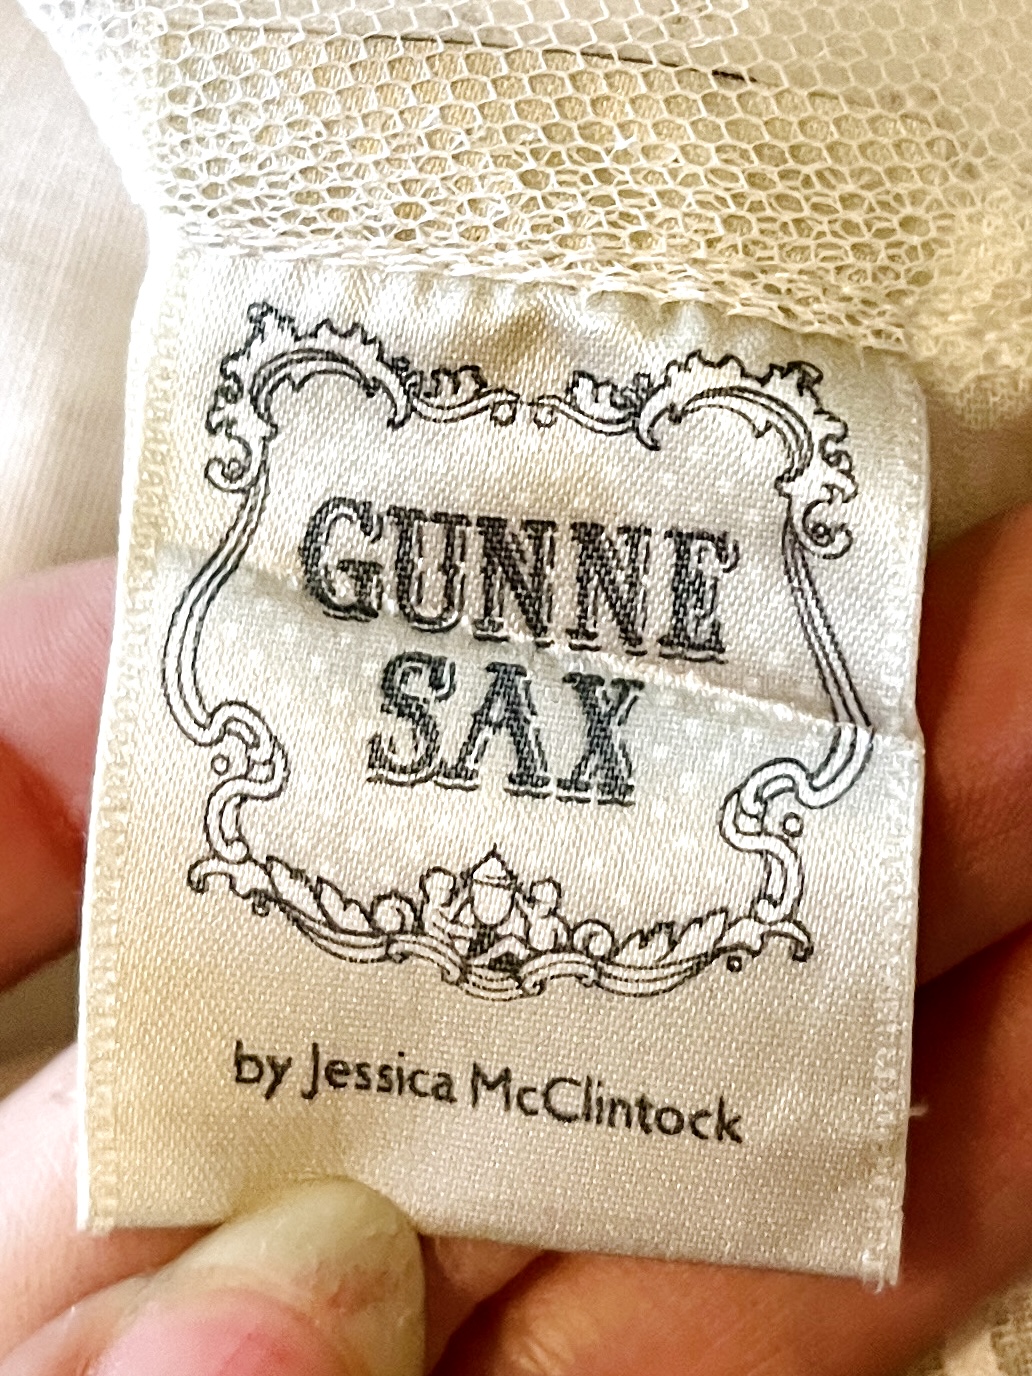 GUNNE
SAX
by Jessica McClintock